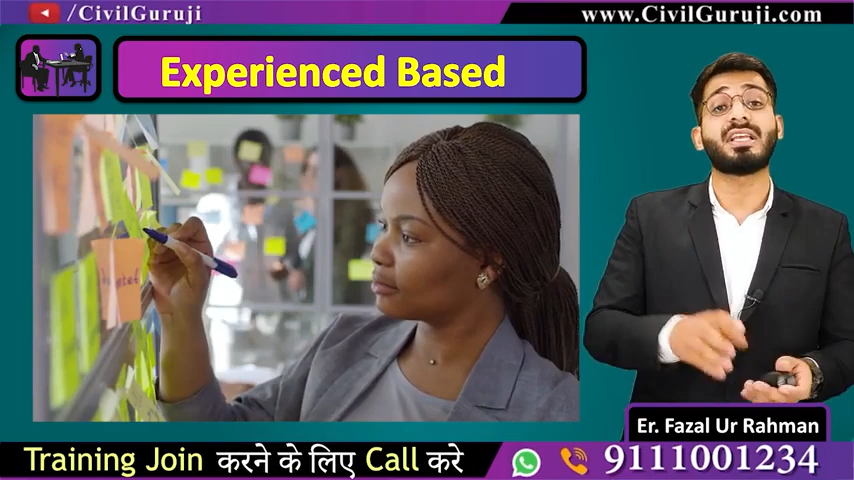 /CivilGuruji
www.CivilGuruji.com
Experienced Based
Er. Fazal Ur Rahman
Training Join करने के लिए Call करे
9111001234